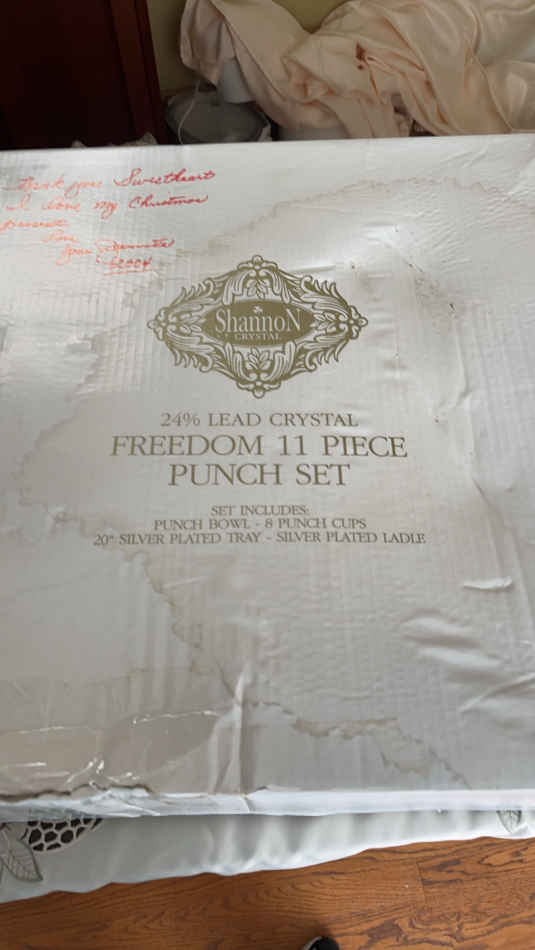 Thank you Sweetheart
I love my Christmas
present
Love
your
ShannoN
CRYSTAL
24% LEAD CRYSTAL
FREEDOM 11 PIECE
PUNCH SET
SET INCLUDES:
PUNCH BOWL - 8 PUNCH CUPS
20" SILVER PLATED TRAY - SILVER PLATED LADLE